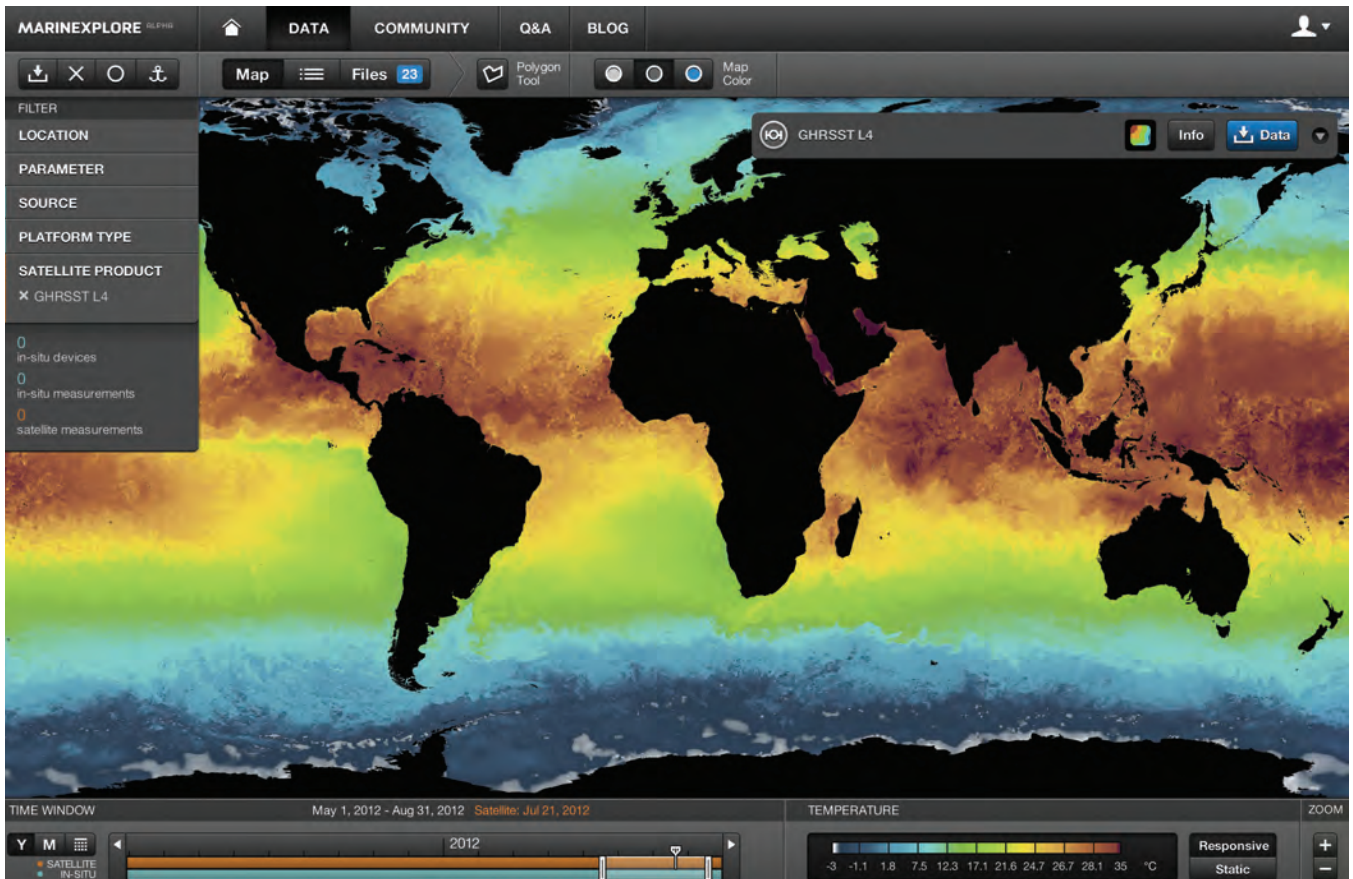 MARINEXPLORE ALPHA
DATA
COMMUNITY
Q&A
BLOG
Map
Files 23
Polygon
Tool
Map
Color
FILTER
LOCATION
PARAMETER
SOURCE
PLATFORM TYPE
SATELLITE PRODUCT
× GHRSST L4
0
in-situ devices
0
in-situ measurements
0
satellite measurements
GHRSST L4
Info
Data
TIME WINDOW
May 1, 2012 - Aug 31, 2012 Satellite: Jul 21, 2012
Y M
2012
SATELLITE
IN-SITU
TEMPERATURE
-3 -1.1 1.8 7.5 12.3 17.1 21.6 24.7 26.7 28.1 35 °C
Responsive
Static
ZOOM
+
−